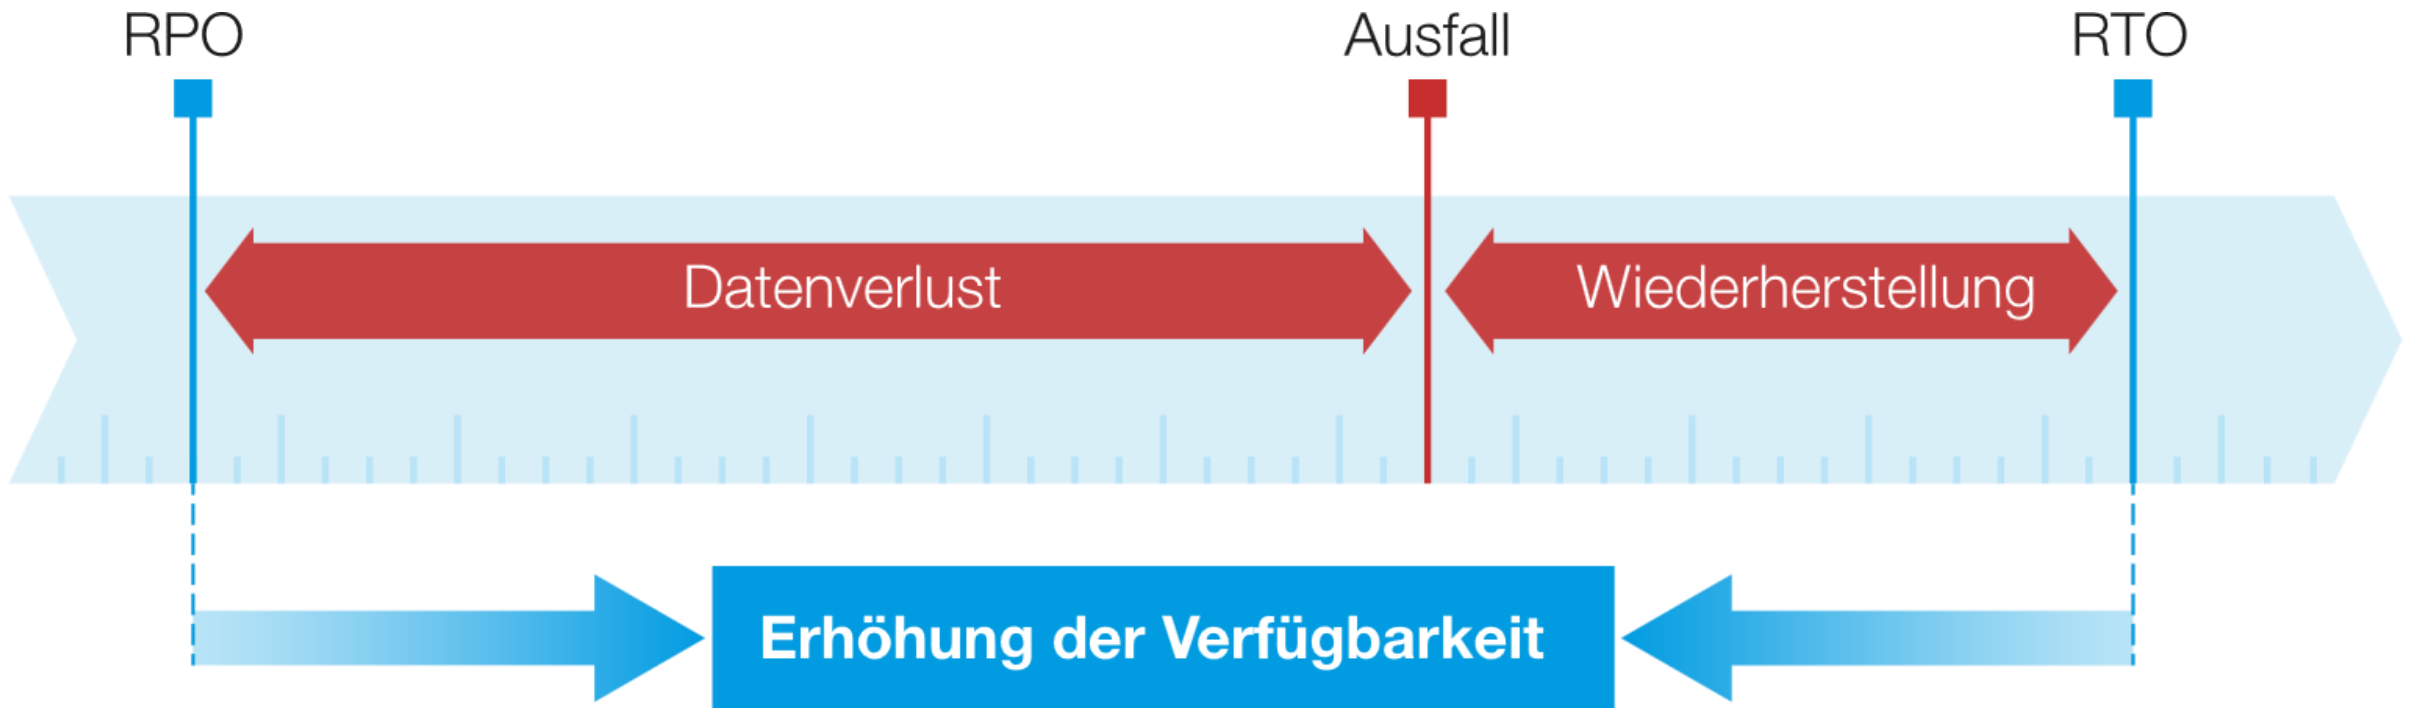 RPO
Ausfall
RTO
Datenverlust
Wiederherstellung
Erhöhung der Verfügbarkeit